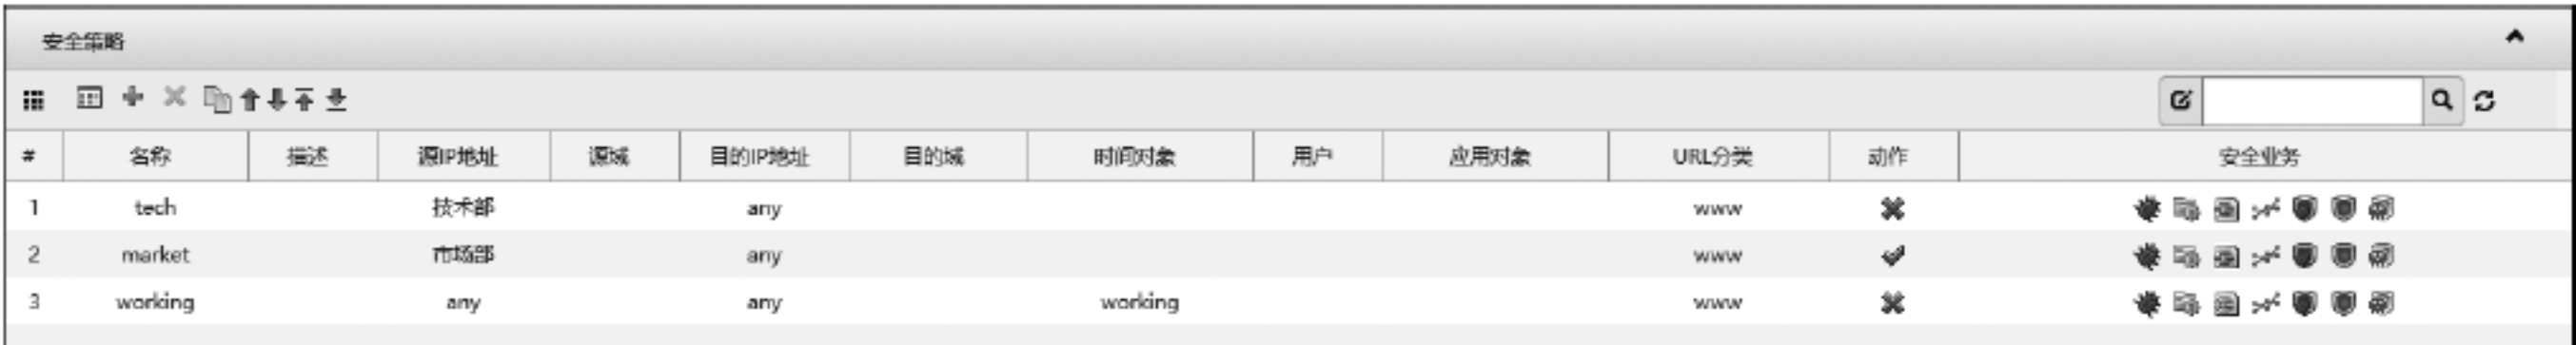 安全策略
# 名称 描述 源IP地址 源域 目的IP地址 目的域 时间对象 用户 应用对象 URL分类 动作 安全业务
1 tech 技术部 any www
2 market 市场部 any www
3 working any any working www